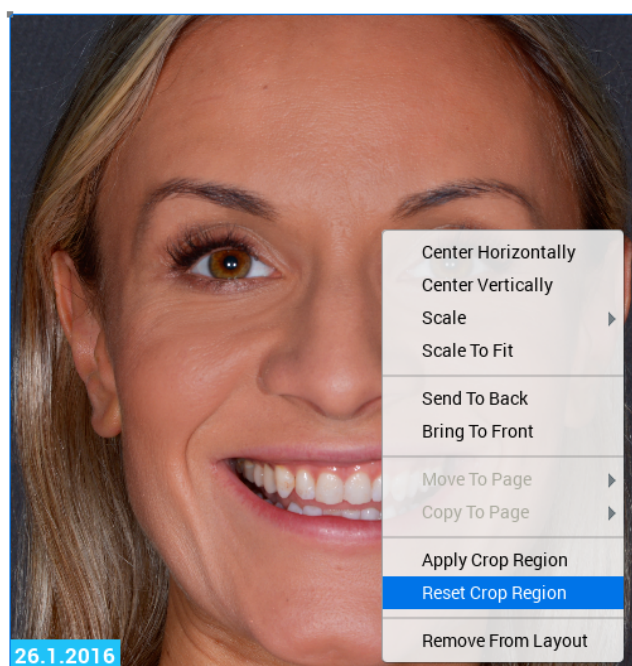 Center Horizontally
Center Vertically
Scale
Scale To Fit
Send To Back
Bring To Front
Move To Page
Copy To Page
Apply Crop Region
Reset Crop Region
Remove From Layout
26.1.2016